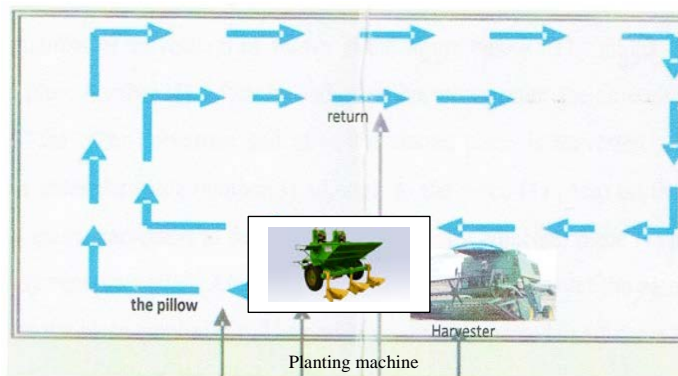 return
the pillow
Harvester
Planting machine